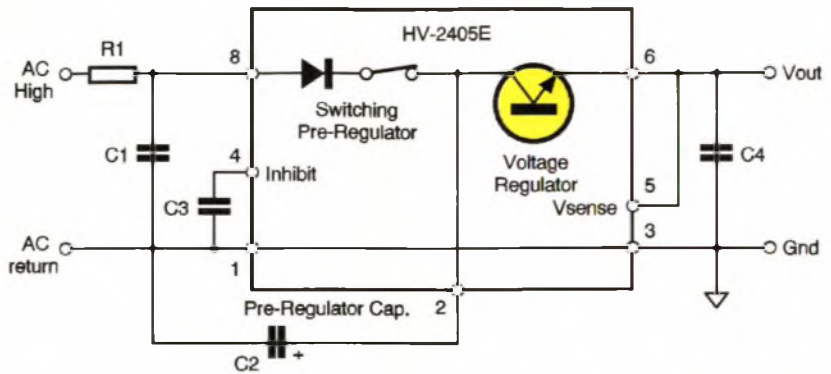 HV-2405E
R1
8
6
AC
High
Vout
Switching
Pre-Regulator
C1
4
Inhibit
C3
Voltage
Regulator
C4
5
Vsense
AC
return
1
3
Gnd
Pre-Regulator Cap.
2
C2
+